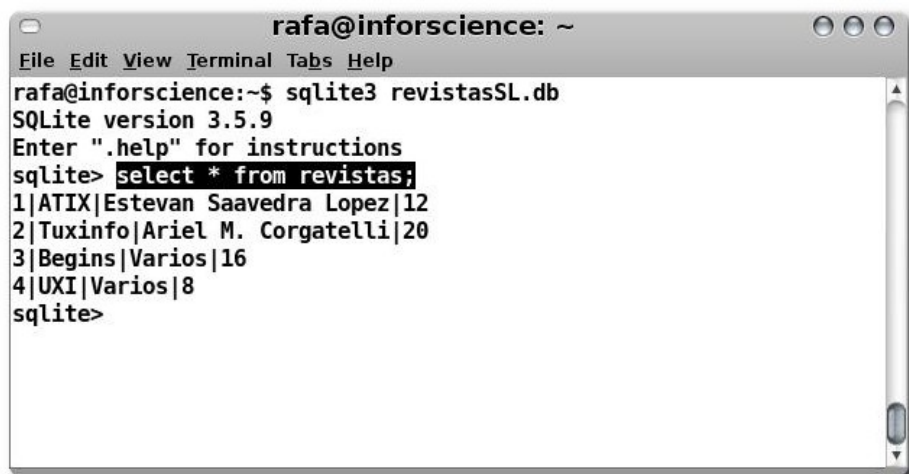 rafa@inforscience: ~
File Edit View Terminal Tabs Help
rafa@inforscience:~$ sqlite3 revistasSL.db
SQLite version 3.5.9
Enter ".help" for instructions
sqlite> select * from revistas;
1|ATIX|Estevan Saavedra Lopez|12
2|Tuxinfo|Ariel M. Corgatelli|20
3|Begins|Varios|16
4|UXI|Varios|8
sqlite>